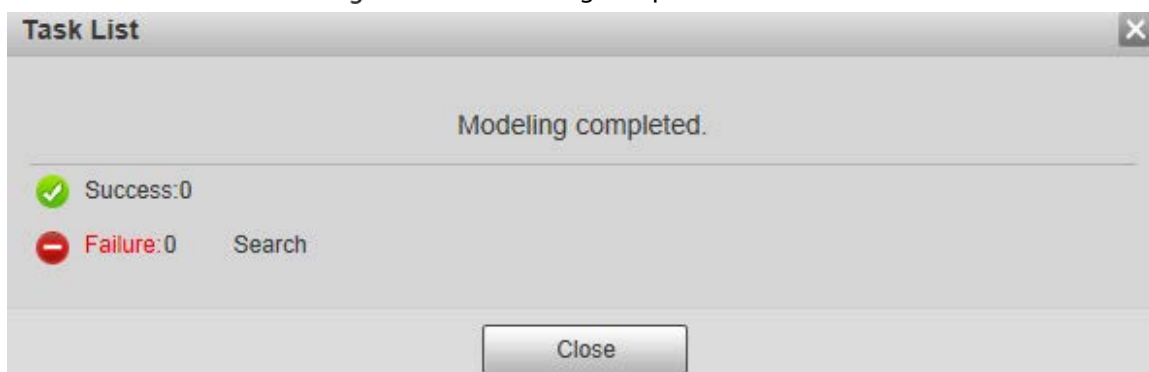 Task List
Modeling completed.
Success:0
Failure:0 Search
Close